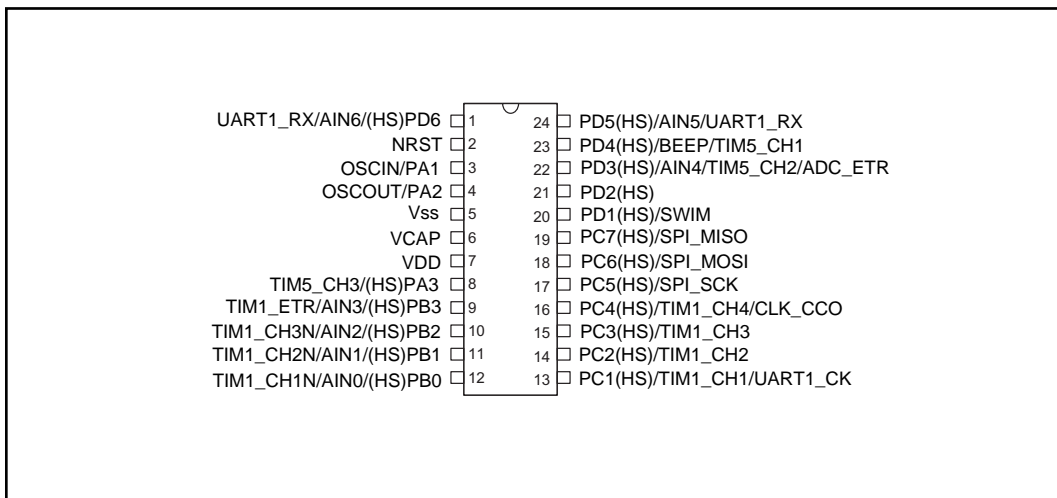 UART1_RX/AIN6/(HS)PD6 1 24 PD5(HS)/AIN5/UART1_RX
NRST 2 23 PD4(HS)/BEEP/TIM5_CH1
OSCIN/PA1 3 22 PD3(HS)/AIN4/TIM5_CH2/ADC_ETR
OSCOUT/PA2 4 21 PD2(HS)
Vss 5 20 PD1(HS)/SWIM
VCAP 6 19 PC7(HS)/SPI_MISO
VDD 7 18 PC6(HS)/SPI_MOSI
TIM5_CH3/(HS)PA3 8 17 PC5(HS)/SPI_SCK
TIM1_ETR/AIN3/(HS)PB3 9 16 PC4(HS)/TIM1_CH4/CLK_CCO
TIM1_CH3N/AIN2/(HS)PB2 10 15 PC3(HS)/TIM1_CH3
TIM1_CH2N/AIN1/(HS)PB1 11 14 PC2(HS)/TIM1_CH2
TIM1_CH1N/AIN0/(HS)PB0 12 13 PC1(HS)/TIM1_CH1/UART1_CK